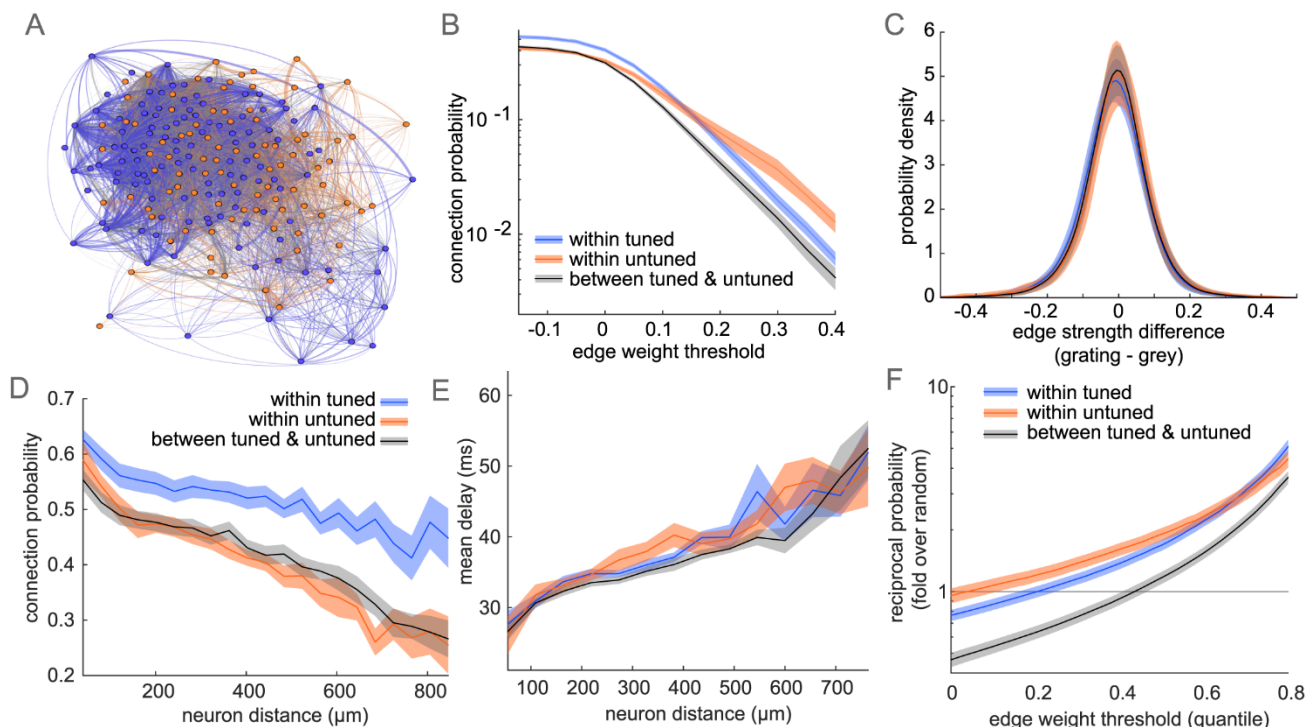 A
B
connection probability
10-1
10-2
within tuned
within untuned
between tuned & untuned
-0.1 0 0.1 0.2 0.3 0.4
edge weight threshold
C
probability density
6
5
4
3
2
1
0
-0.4 -0.2 0 0.2 0.4
edge strength difference
(grating - grey)
D
connection probability
0.7
0.6
0.5
0.4
0.3
0.2
within tuned
within untuned
between tuned & untuned
200 400 600 800
neuron distance (μm)
E
mean delay (ms)
60
50
40
30
100 200 300 400 500 600 700
neuron distance (μm)
F
reciprocal probability
(fold over random)
10
1
within tuned
within untuned
between tuned & untuned
0 0.2 0.4 0.6 0.8
edge weight threshold (quantile)